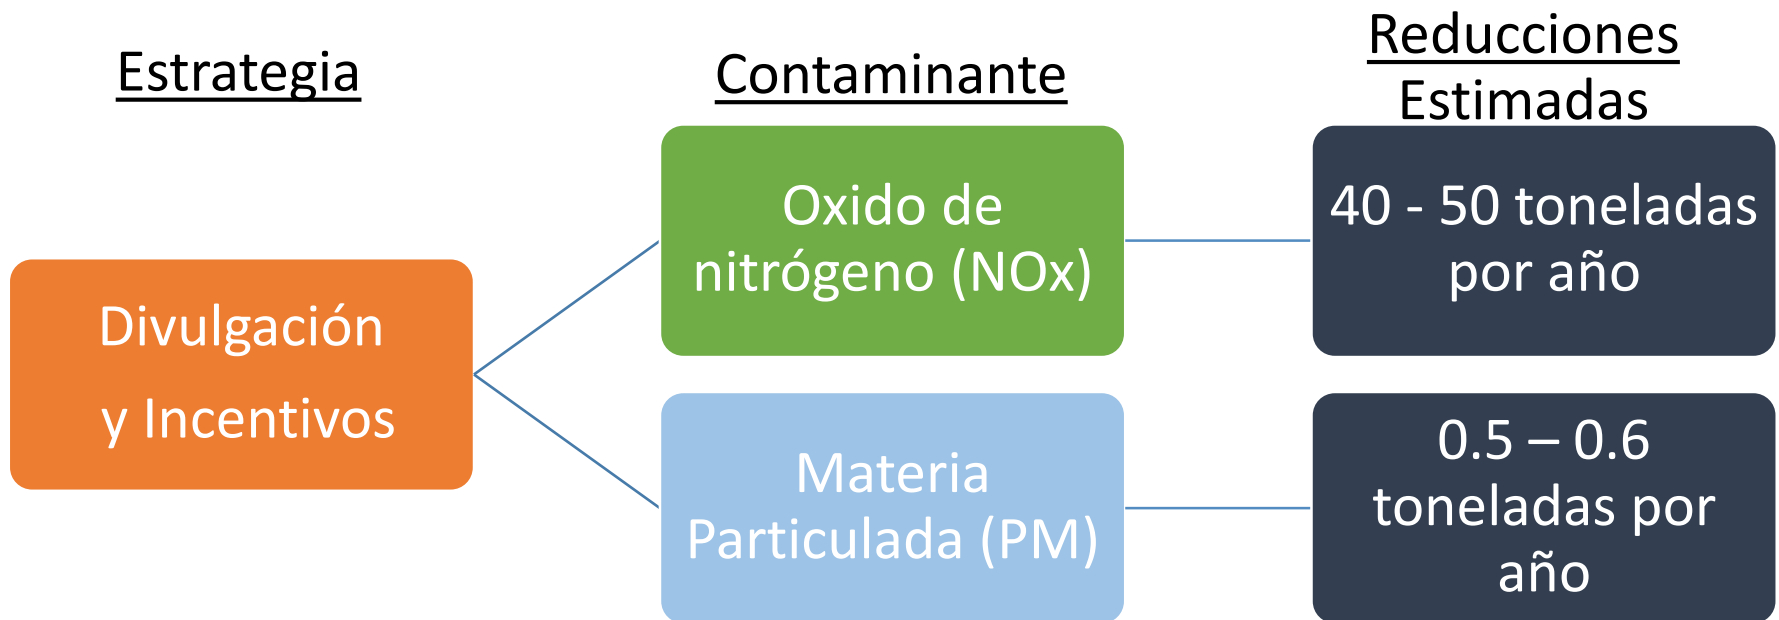 Estrategia
Contaminante
Reducciones
Estimadas
Divulgación
y Incentivos
Oxido de
nitrógeno (NOx)
40 - 50 toneladas
por año
Materia
Particulada (PM)
0.5 – 0.6
toneladas por
año